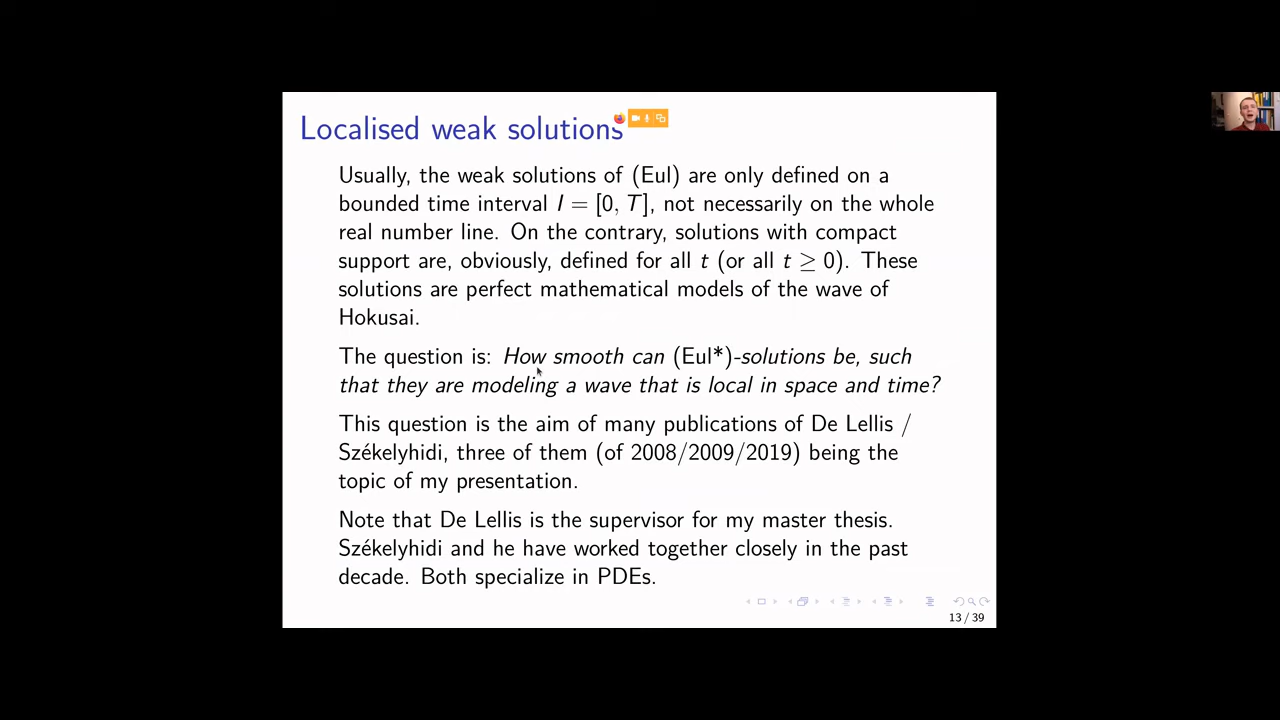 Localised weak solutions
Usually, the weak solutions of (Eul) are only defined on a
bounded time interval I = [0, T], not necessarily on the whole
real number line. On the contrary, solutions with compact
support are, obviously, defined for all t (or all t ≥ 0). These
solutions are perfect mathematical models of the wave of
Hokusai.
The question is: How smooth can (Eul*)-solutions be, such
that they are modeling a wave that is local in space and time?
This question is the aim of many publications of De Lellis /
Székelyhidi, three of them (of 2008/2009/2019) being the
topic of my presentation.
Note that De Lellis is the supervisor for my master thesis.
Székelyhidi and he have worked together closely in the past
decade. Both specialize in PDEs.
13 / 39